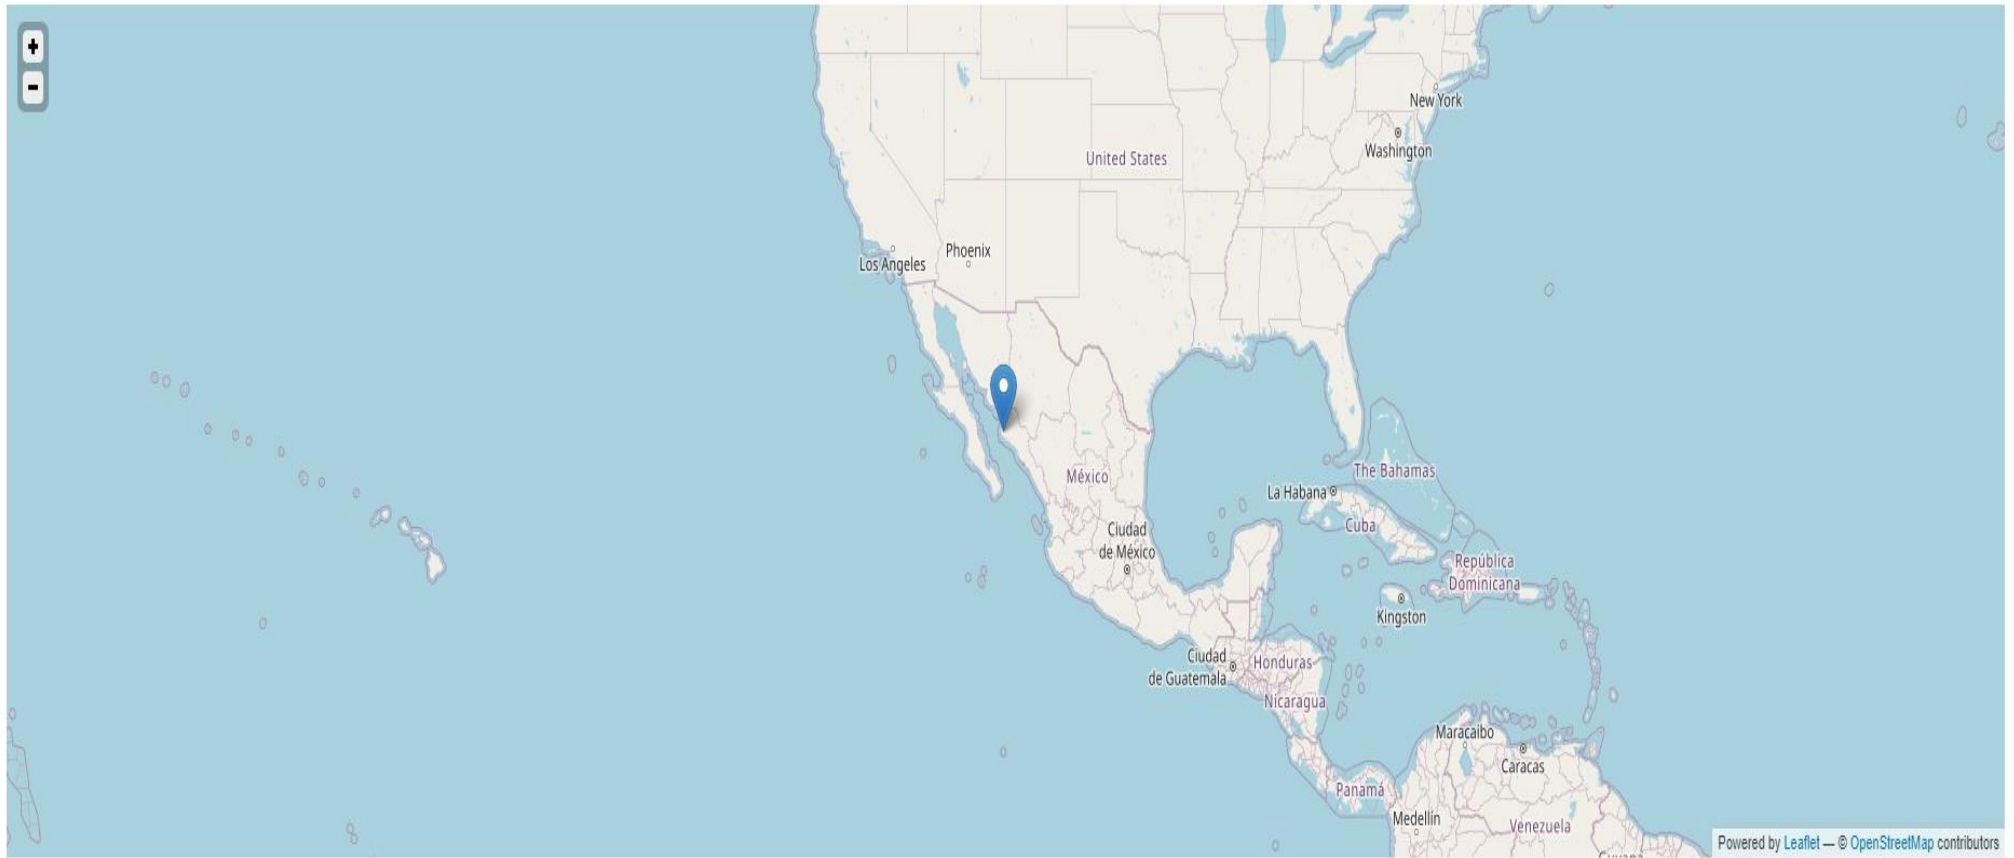 +
-
New York
Washington
United States
Phoenix
Los Angeles
The Bahamas
México
La Habana
Cuba
Ciudad
de México
República
Dominicana
Kingston
Ciudad
de Guatemala
Honduras
Nicaragua
Maracaibo
Caracas
Panamá
Medellín
Venezuela
Powered by Leaflet — © OpenStreetMap contributors